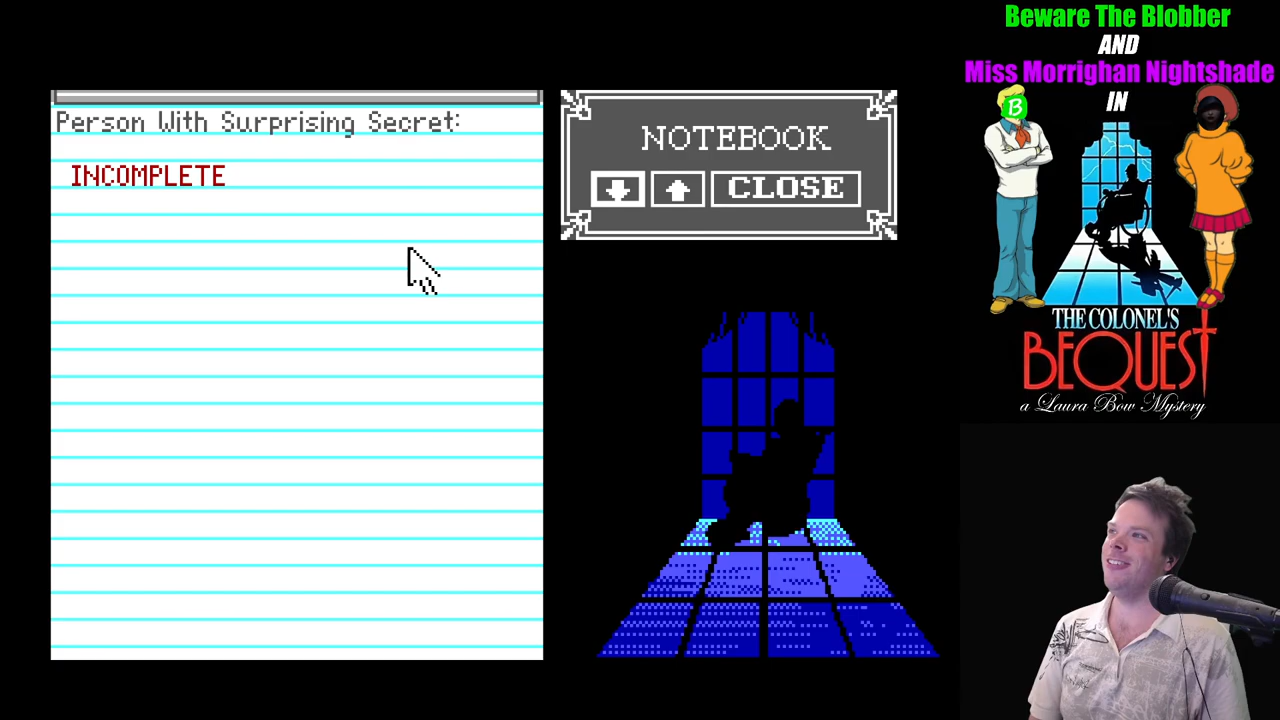 Person With Surprising Secret:
INCOMPLETE
NOTEBOOK
CLOSE
Beware The Blobber
AND
Miss Morrighan Nightshade
IN
B
THE COLONEL'S
BEQUEST
a Laura Bow Mystery